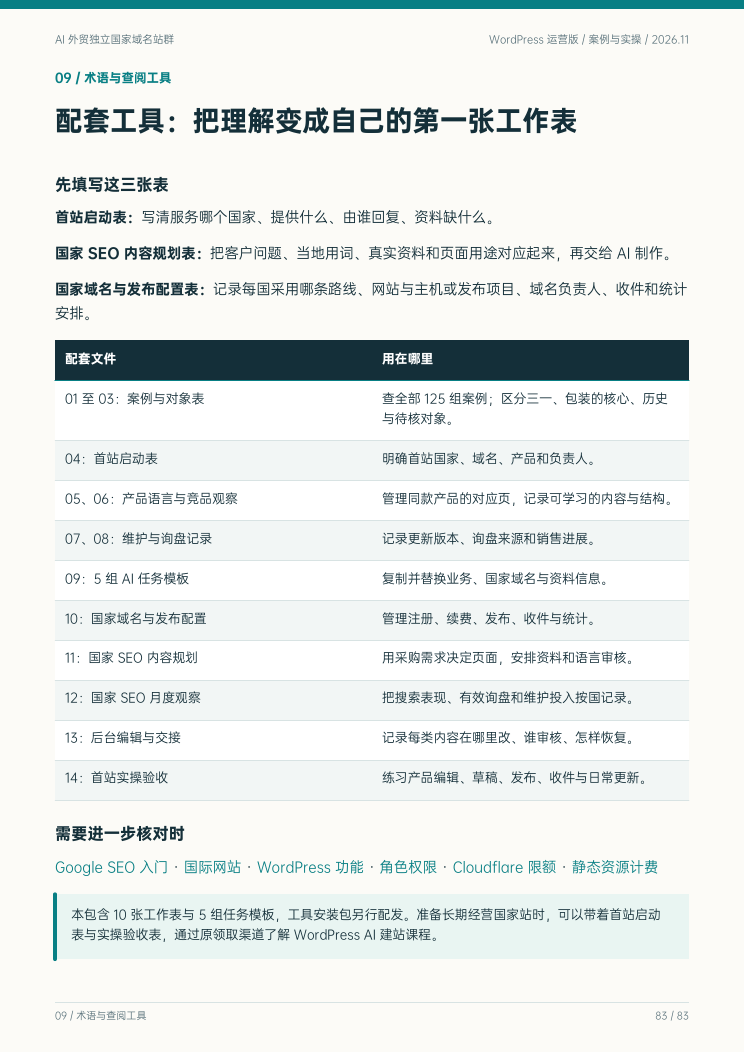 AI 外贸独立国家域名站群
WordPress 运营版 / 案例与实操 / 2026.11
09 / 术语与查阅工具
配套工具：把理解变成自己的第一张工作表
先填写这三张表
首站启动表：写清服务哪个国家、提供什么、由谁回复、资料缺什么。
国家 SEO 内容规划表：把客户问题、当地用词、真实资料和页面用途对应起来，再交给 AI 制作。
国家域名与发布配置表：记录每国采用哪条路线、网站与主机或发布项目、域名负责人、收件和统计
安排。
配套文件
用在哪里
01 至 03：案例与对象表
查全部 125 组案例；区分三一、包装的核心、历史
与待核对象。
04：首站启动表
明确首站国家、域名、产品和负责人。
05、06：产品语言与竞品观察
管理同款产品的对应页，记录可学习的内容与结构。
07、08：维护与询盘记录
记录更新版本、询盘来源和销售进展。
09：5 组 AI 任务模板
复制并替换业务、国家域名与资料信息。
10：国家域名与发布配置
管理注册、续费、发布、收件与统计。
11：国家 SEO 内容规划
用采购需求决定页面，安排资料和语言审核。
12：国家 SEO 月度观察
把搜索表现、有效询盘和维护投入按国记录。
13：后台编辑与交接
记录每类内容在哪里改、谁审核、怎样恢复。
14：首站实操验收
练习产品编辑、草稿、发布、收件与日常更新。
需要进一步核对时
Google SEO 入门 · 国际网站 · WordPress 功能 · 角色权限 · Cloudflare 限额 · 静态资源计费
本包含 10 张工作表与 5 组任务模板，工具安装包另行配发。准备长期经营国家站时，可以带着首站启动
表与实操验收表，通过原领取渠道了解 WordPress AI 建站课程。
09 / 术语与查阅工具
83 / 83